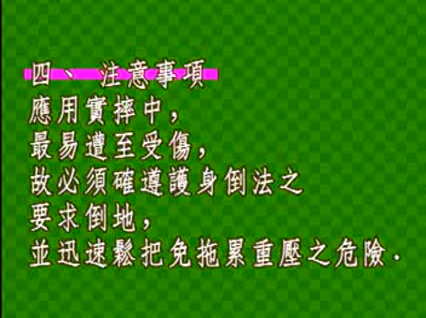 四、 注意事項
應用實摔中，
最易遭至受傷，
故必須確遵護身倒法之
要求倒地，
並迅速鬆把免拖累重壓之危險.